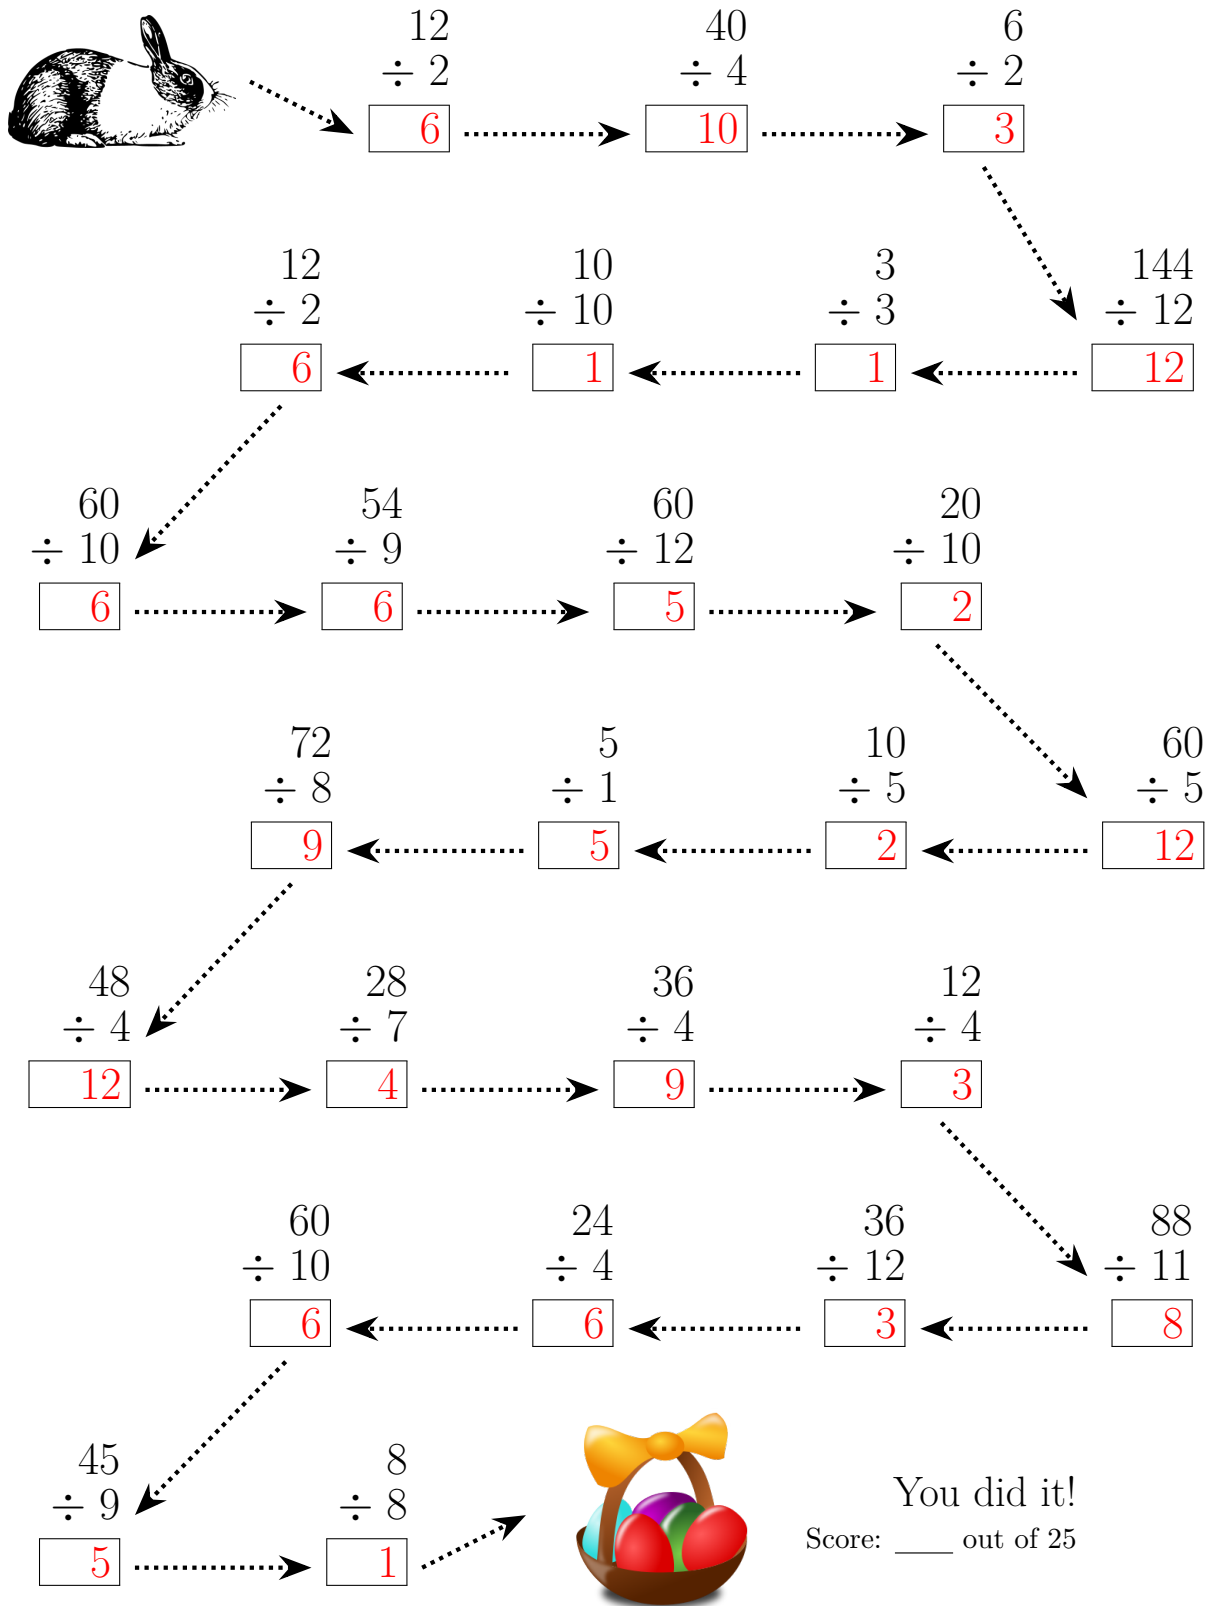 12 40 6
÷ 2 ÷ 4 ÷ 2
6 10 3
12 10 3 144
÷ 2 ÷ 10 ÷ 3 ÷ 12
6 1 1 12
60 54 60 20
÷ 10 ÷ 9 ÷ 12 ÷ 10
6 6 5 2
72 5 10 60
÷ 8 ÷ 1 ÷ 5 ÷ 5
9 5 2 12
48 28 36 12
÷ 4 ÷ 7 ÷ 4 ÷ 4
12 4 9 3
60 24 36 88
÷ 10 ÷ 4 ÷ 12 ÷ 11
6 6 3 8
45 8
÷ 9 ÷ 8
5 1
You did it!
Score: ____ out of 25